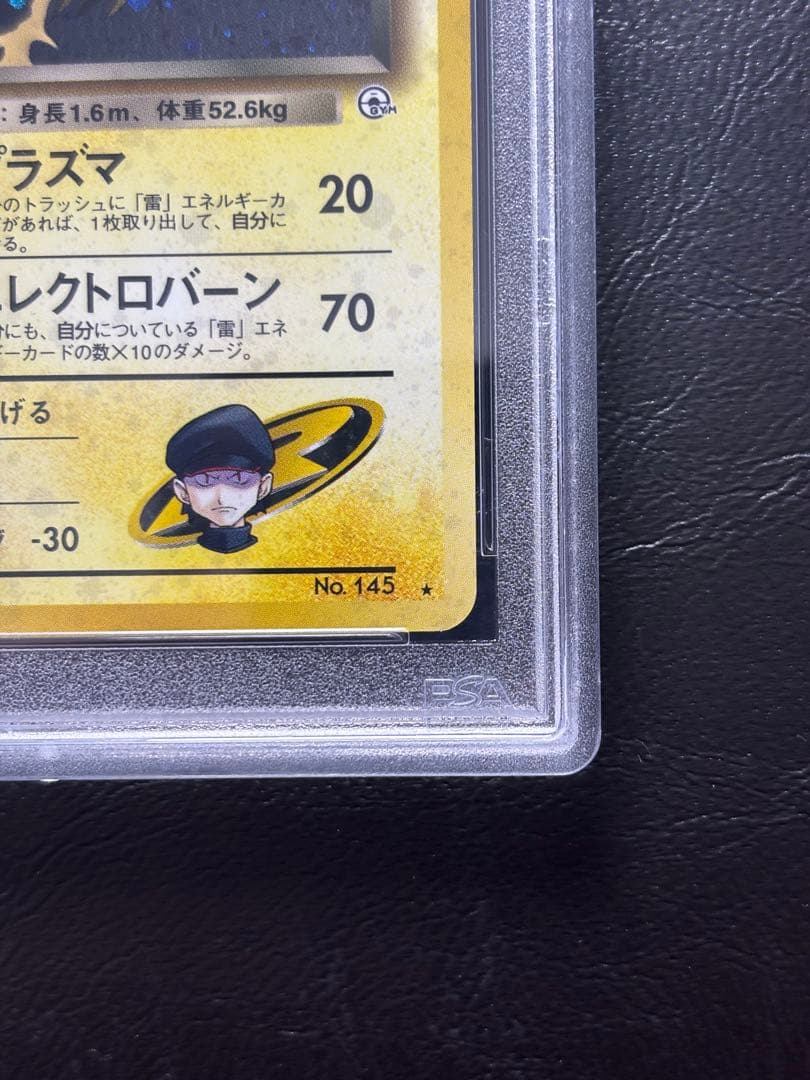 ：身長1.6m、体重52.6kg
GYM
プラズマ
20
のトラッシュに「雷」エネルギーカ
があれば、1枚取り出して、自分に
る。
エレクトロバーン
70
にも、自分についている「雷」エネ
ギーカードの数×10のダメージ。
げる
-30
No. 145 ★
PSA